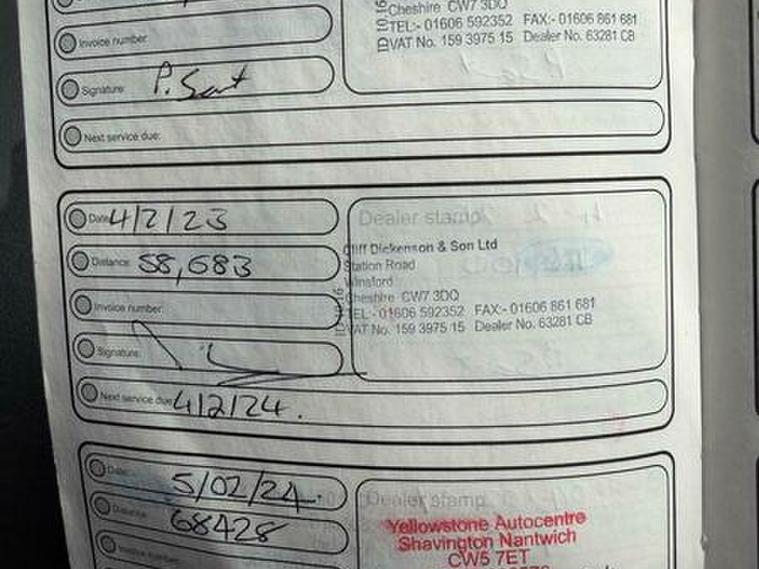 Cheshire CW7 3DQ
TEL:- 01606 592352 FAX:- 01606 861 681
VAT No. 159 3975 15 Dealer No. 63281 CB
Invoice number:
Signature: P. Sant
Next service due:
Date: 4/2/23
Dealer stamp
Distance: 58,683
Cliff Dickenson & Son Ltd
Station Road
Winsford
Cheshire CW7 3DQ
Invoice number:
TEL:- 01606 592352 FAX:- 01606 861 681
VAT No. 159 3975 15 Dealer No. 63281 CB
Signature:
Next service due: 4/2/24.
Date: 5/02/24.
Dealer stamp
Distance: 68428
Yellowstone Autocentre
Shavington Nantwich
CW5 7ET
Invoice number: